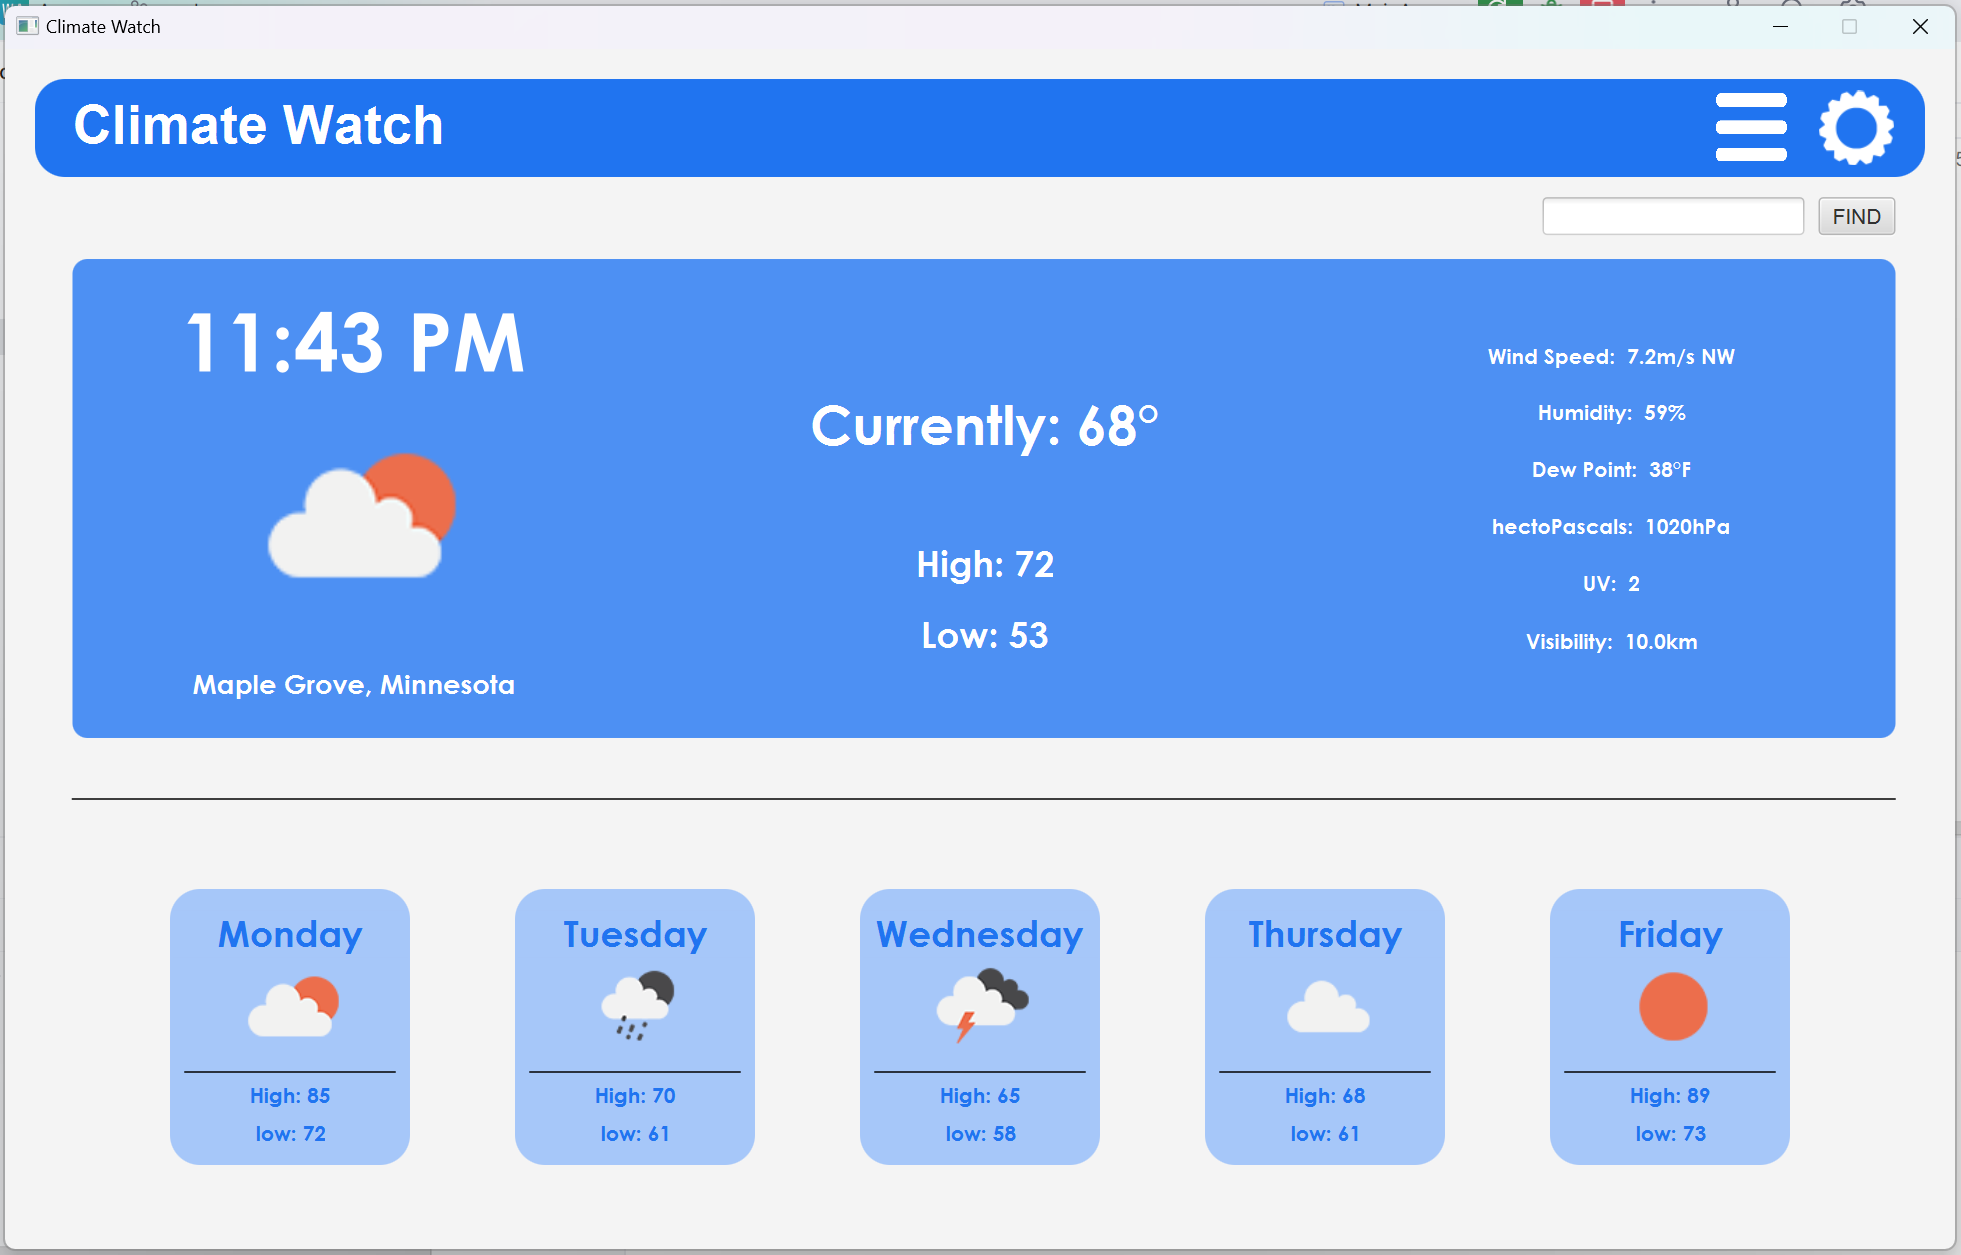 Climate Watch
Climate Watch
FIND
11:43 PM
Maple Grove, Minnesota
Currently: 68°
High: 72
Low: 53
Wind Speed:  7.2m/s NW
Humidity:  59%
Dew Point:  38°F
hectoPascals:  1020hPa
UV:  2
Visibility:  10.0km
Monday
High: 85
low: 72
Tuesday
High: 70
low: 61
Wednesday
High: 65
low: 58
Thursday
High: 68
low: 61
Friday
High: 89
low: 73